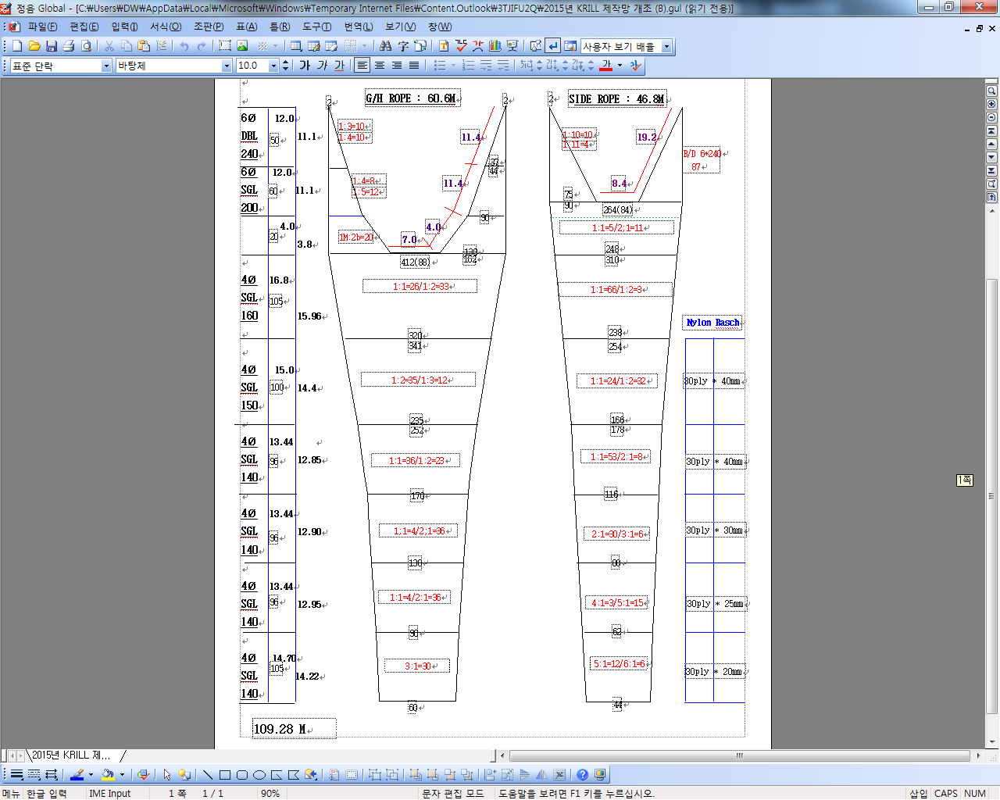 정음 Global - [C:\Users\DW\AppData\Local\Microsoft\Windows\Temporary Internet Files\Content.Outlook\3TJIFU2Q\2015년 KRILL 제작망 개조 (B).gul (읽기 전용)]
파일(F) 편집(E) 입력(I) 서식(O) 조판(P) 표(A) 틀(R) 도구(T) 번역(L) 보기(V) 창(W)
사용자 보기 배율
표준 단락 바탕체 10.0 가 가 가
2 G/H ROPE : 60.6M 2 2 SIDE ROPE : 46.8M
6Ø 12.0
DBL 50 11.1
240
1:3=10
1:4=10
11.4
1:10=10
1:11=4
19.2
B/D 6*240
87
6Ø 12.0
SGL 60 11.1
200
1:4=8
1:5=12
11.4
37
44
8.4
75
90
264(84)
90
4.0
20
3.8
1M:2b=20
7.0
4.0
130
162
412(88)
1:1=5/2;1=11
248
310
4Ø 16.8
SGL 105
160 15.96
1:1=26/1:2=33
1:1=66/1:2=3
Nylon Rasch
320
341
238
254
4Ø 15.0
SGL 100 14.4
150
1:2=35/1:3=12
1:1=24/1:2=32
80ply * 40mm
235
252
166
178
4Ø 13.44
SGL 96 12.85
140
1:1=36/1:2=23
1:1=53/2:1=8
30ply * 40mm
170
116
4Ø 13.44
SGL 96 12.90
140
1;1=4/2;1=36
2:1=30/3:1=6
30ply * 30mm
130
4Ø 13.44
SGL 96 12.95
140
1:1=4/2:1=36
4:1=3/5:1=15
30ply * 25mm
90
62
4Ø 14.70
SGL 105 14.22
140
3:1=30
5:1=12/6:1=6
30ply * 20mm
60
44
109.28 M
1쪽
2015년 KRILL 제...
메뉴 한글 입력 IME Input 1 쪽 1 / 1 90% 문자 편집 모드 도움말을 보려면 F1 키를 누르십시오. 삽입 CAPS NUM